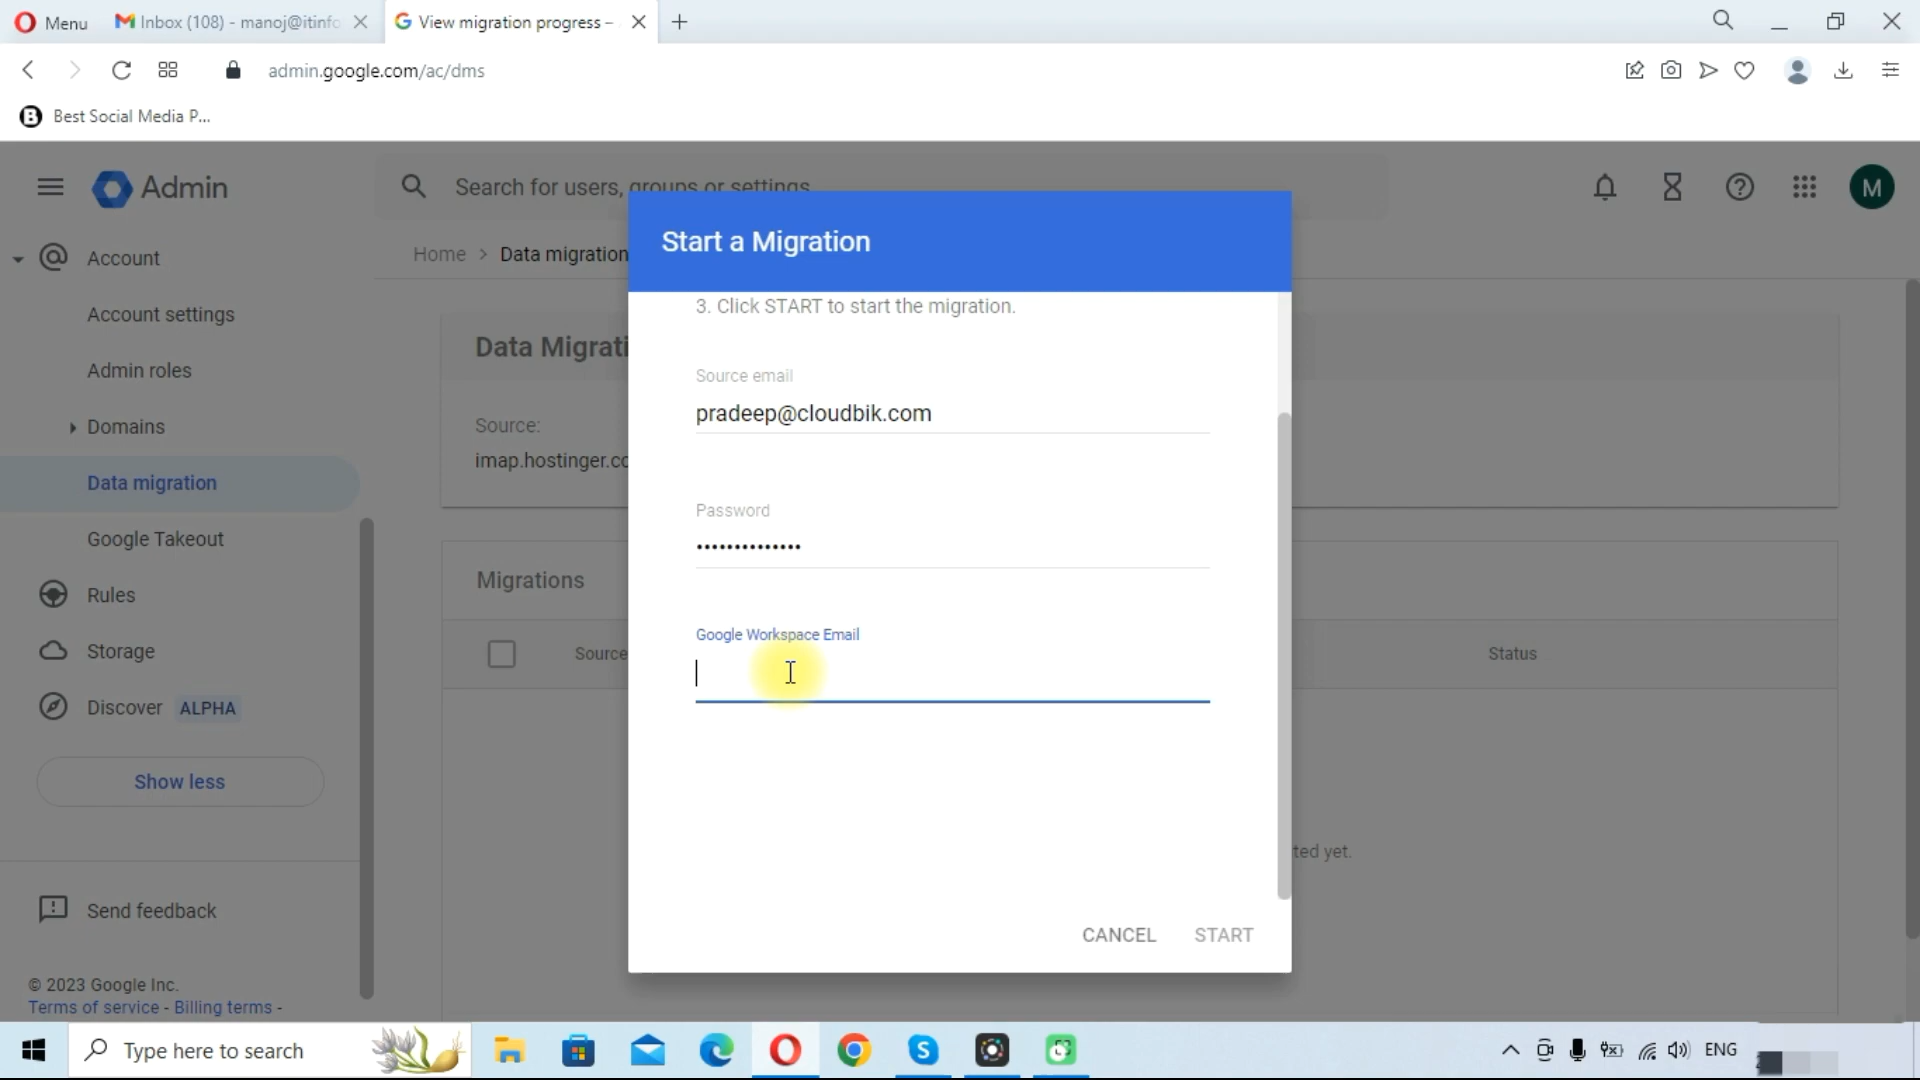 Menu
Inbox (108) - manoj@itinfo
View migration progress –
admin.google.com/ac/dms
Best Social Media P...
Admin
Search for users, groups or settings
Account
Account settings
Admin roles
Domains
Data migration
Google Takeout
Rules
Storage
Discover ALPHA
Show less
Send feedback
© 2023 Google Inc.
Terms of service - Billing terms -
Home > Data migration
Data Migrati
Source:
imap.hostinger.co
Migrations
Source
Status
ted yet.
Start a Migration
3. Click START to start the migration.
Source email
pradeep@cloudbik.com
Password
••••••••••••••
Google Workspace Email
CANCEL START
M
Type here to search
ENG